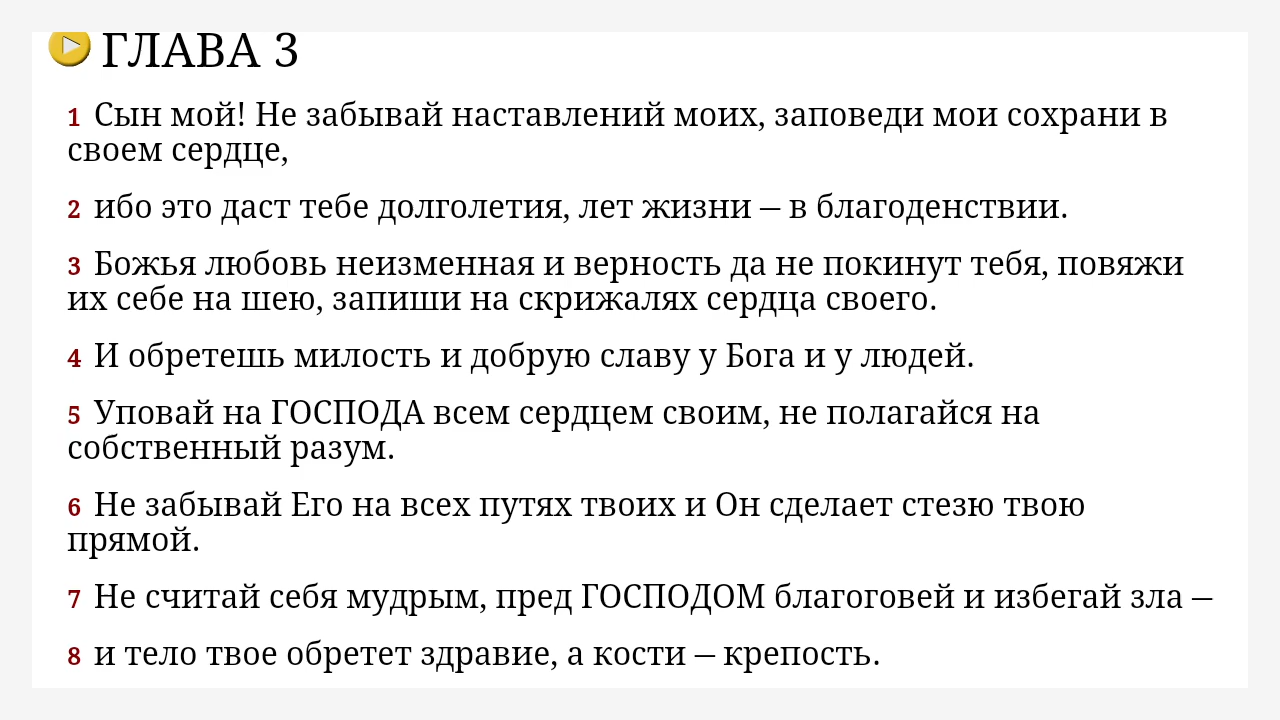 ГЛАВА 3
1 Сын мой! Не забывай наставлений моих, заповеди мои сохрани в
своем сердце,
2 ибо это даст тебе долголетия, лет жизни – в благоденствии.
3 Божья любовь неизменная и верность да не покинут тебя, повяжи
их себе на шею, запиши на скрижалях сердца своего.
4 И обретешь милость и добрую славу у Бога и у людей.
5 Уповай на ГОСПОДА всем сердцем своим, не полагайся на
собственный разум.
6 Не забывай Его на всех путях твоих и Он сделает стезю твою
прямой.
7 Не считай себя мудрым, пред ГОСПОДОМ благоговей и избегай зла –
8 и тело твое обретет здравие, а кости – крепость.